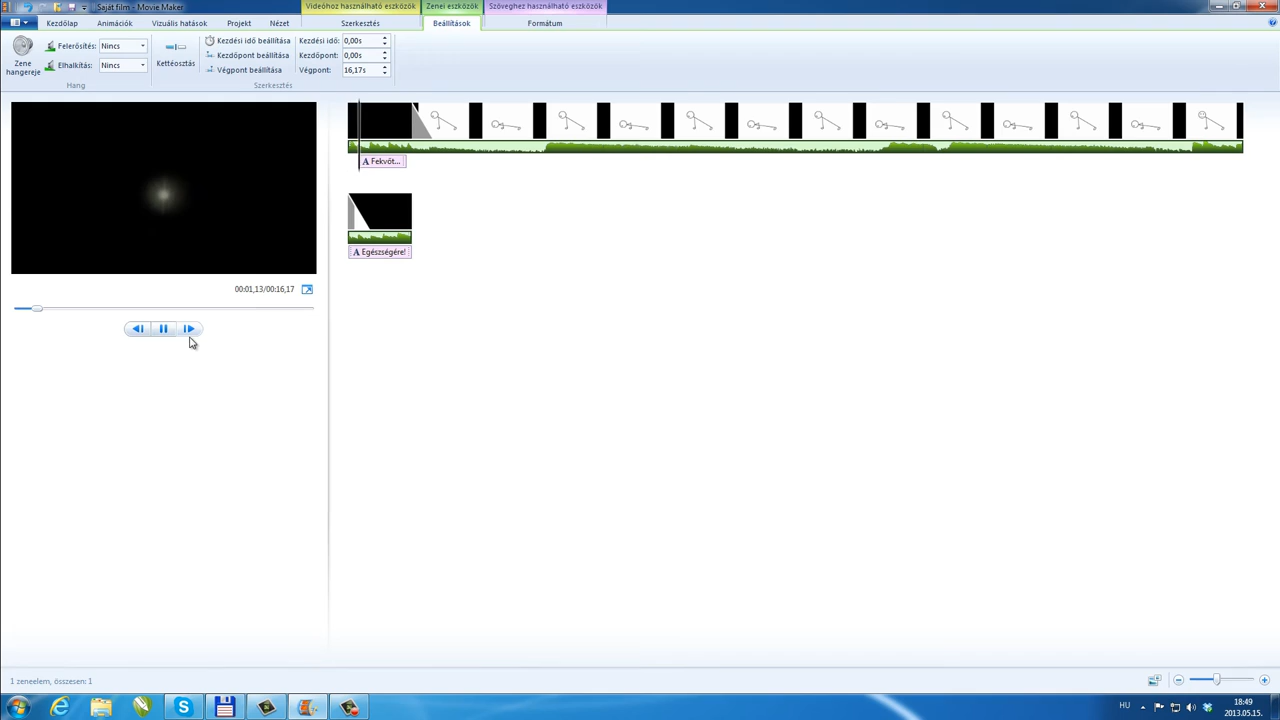 Saját film - Movie Maker
Videóhoz használható eszközök
Zenei eszközök
Szöveghez használható eszközök
Kezdőlap
Animációk
Vizuális hatások
Projekt
Nézet
Szerkesztés
Beállítások
Formátum
Zene hangereje
Felerősítés: Nincs
Elhalkítás: Nincs
Hang
Kettéosztás
Kezdési idő beállítása
Kezdőpont beállítása
Végpont beállítása
Kezdési idő: 0,00s
Kezdőpont: 0,00s
Végpont: 16,17s
Szerkesztés
A Fekvőt...
A Egészségére!
00:01,13/00:16,17
1 zeneelem, összesen: 1
HU
18:49
2013.05.15.